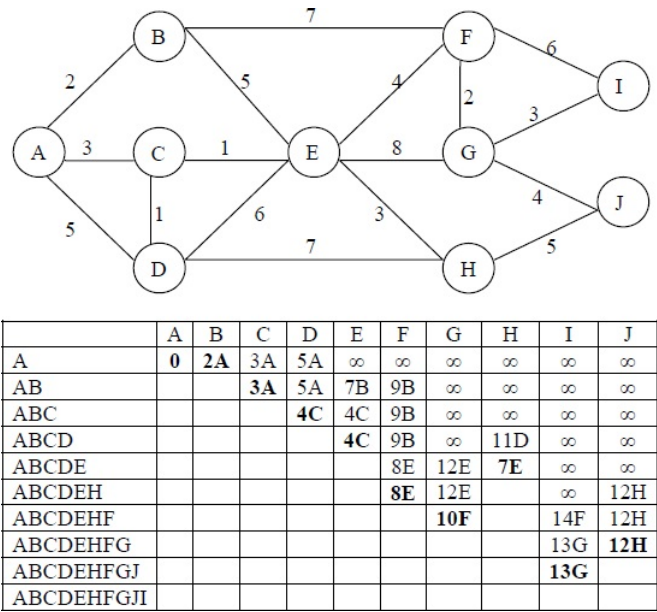 7
B F
6
2 5 4 2 I
3
A 3 C 1 E 8 G
4 J
5 1 6 3
7 5
D H
A B C D E F G H I J
A 0 2A 3A 5A ∞ ∞ ∞ ∞ ∞ ∞
AB 3A 5A 7B 9B ∞ ∞ ∞ ∞
ABC 4C 4C 9B ∞ ∞ ∞ ∞
ABCD 4C 9B ∞ 11D ∞ ∞
ABCDE 8E 12E 7E ∞ ∞
ABCDEH 8E 12E ∞ 12H
ABCDEHF 10F 14F 12H
ABCDEHFG 13G 12H
ABCDEHFGJ 13G
ABCDEHFGJI